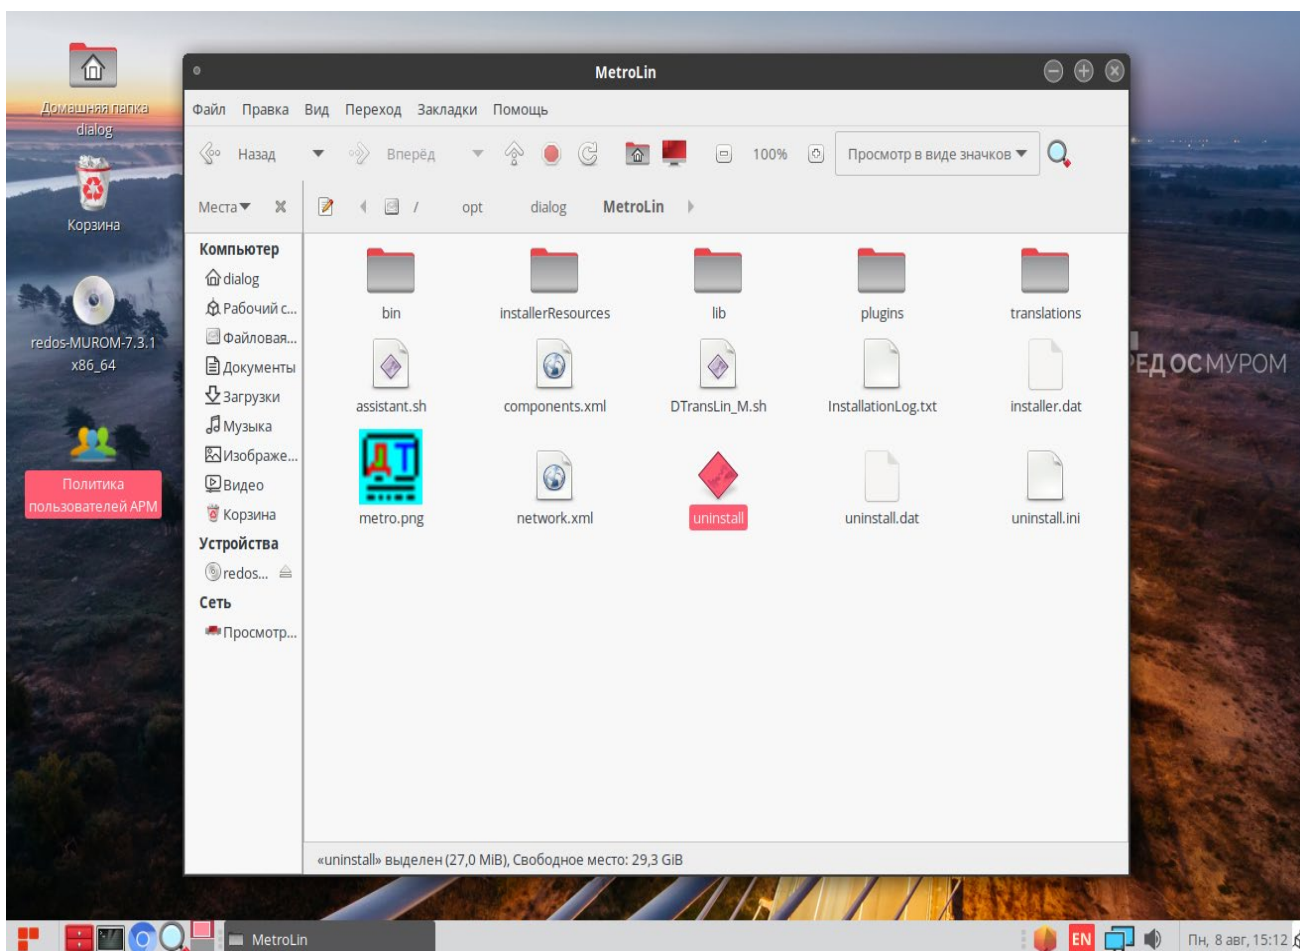 Домашняя папка
dialog
Корзина
redos-MUROM-7.3.1
x86_64
Политика
пользователей АРМ
MetroLin
Файл Правка Вид Переход Закладки Помощь
Назад Вперёд 100% Просмотр в виде значков
Места / opt dialog MetroLin
Компьютер
dialog
Рабочий с...
Файловая...
Документы
Загрузки
Музыка
Изображе...
Видео
Корзина
Устройства
redos...
Сеть
Просмотр...
bin installerResources lib plugins translations
assistant.sh components.xml DTransLin_M.sh InstallationLog.txt installer.dat
ДТ
metro.png network.xml uninstall uninstall.dat uninstall.ini
«uninstall» выделен (27,0 MiB), Свободное место: 29,3 GiB
РЕД ОС МУРОМ
MetroLin
EN Пн, 8 авг, 15:12